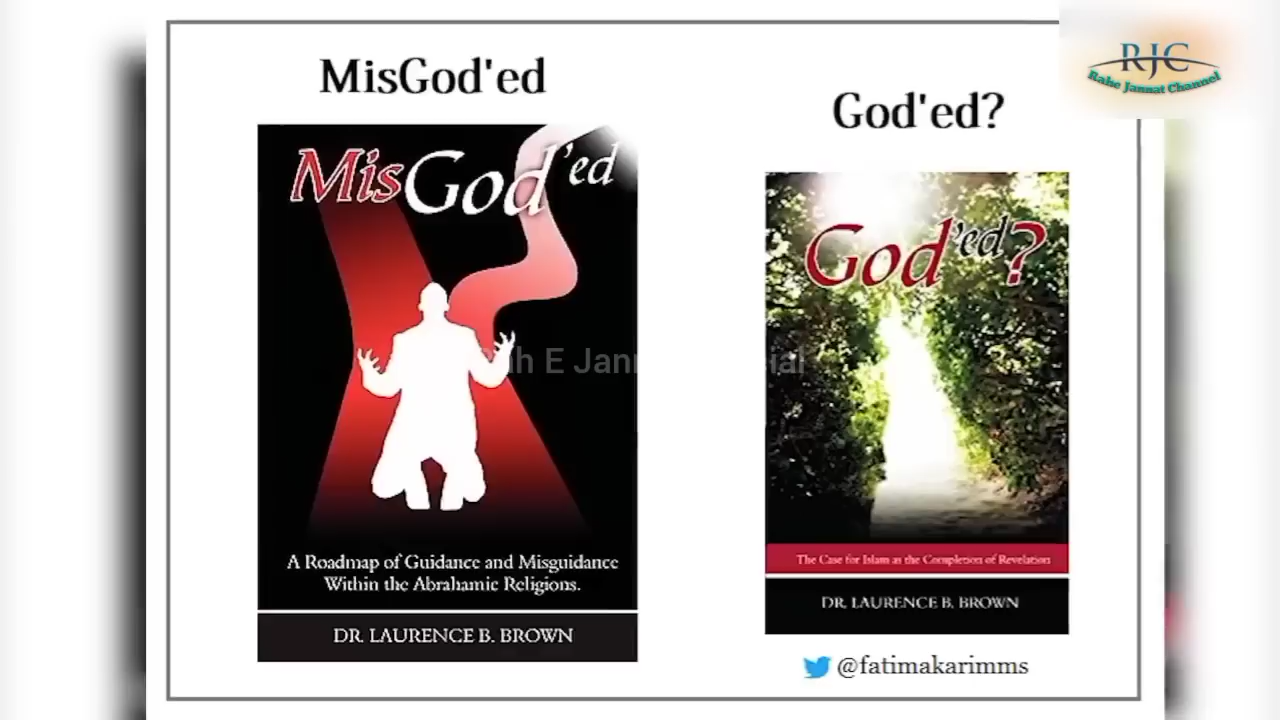 MisGod'ed
God'ed?
RJC
Rahe Jannat Channel
MisGod'ed
A Roadmap of Guidance and Misguidance
Within the Abrahamic Religions.
DR. LAURENCE B. BROWN
God'ed?
The Case for Islam as the Completion of Revelation
DR. LAURENCE B. BROWN
@fatimakarimms